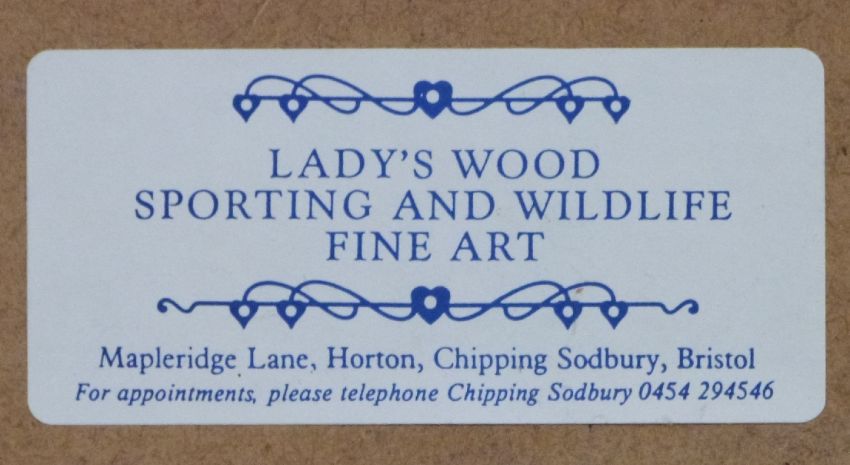 LADY'S WOOD
SPORTING AND WILDLIFE
FINE ART
Mapleridge Lane, Horton, Chipping Sodbury, Bristol
For appointments, please telephone Chipping Sodbury 0454 294546